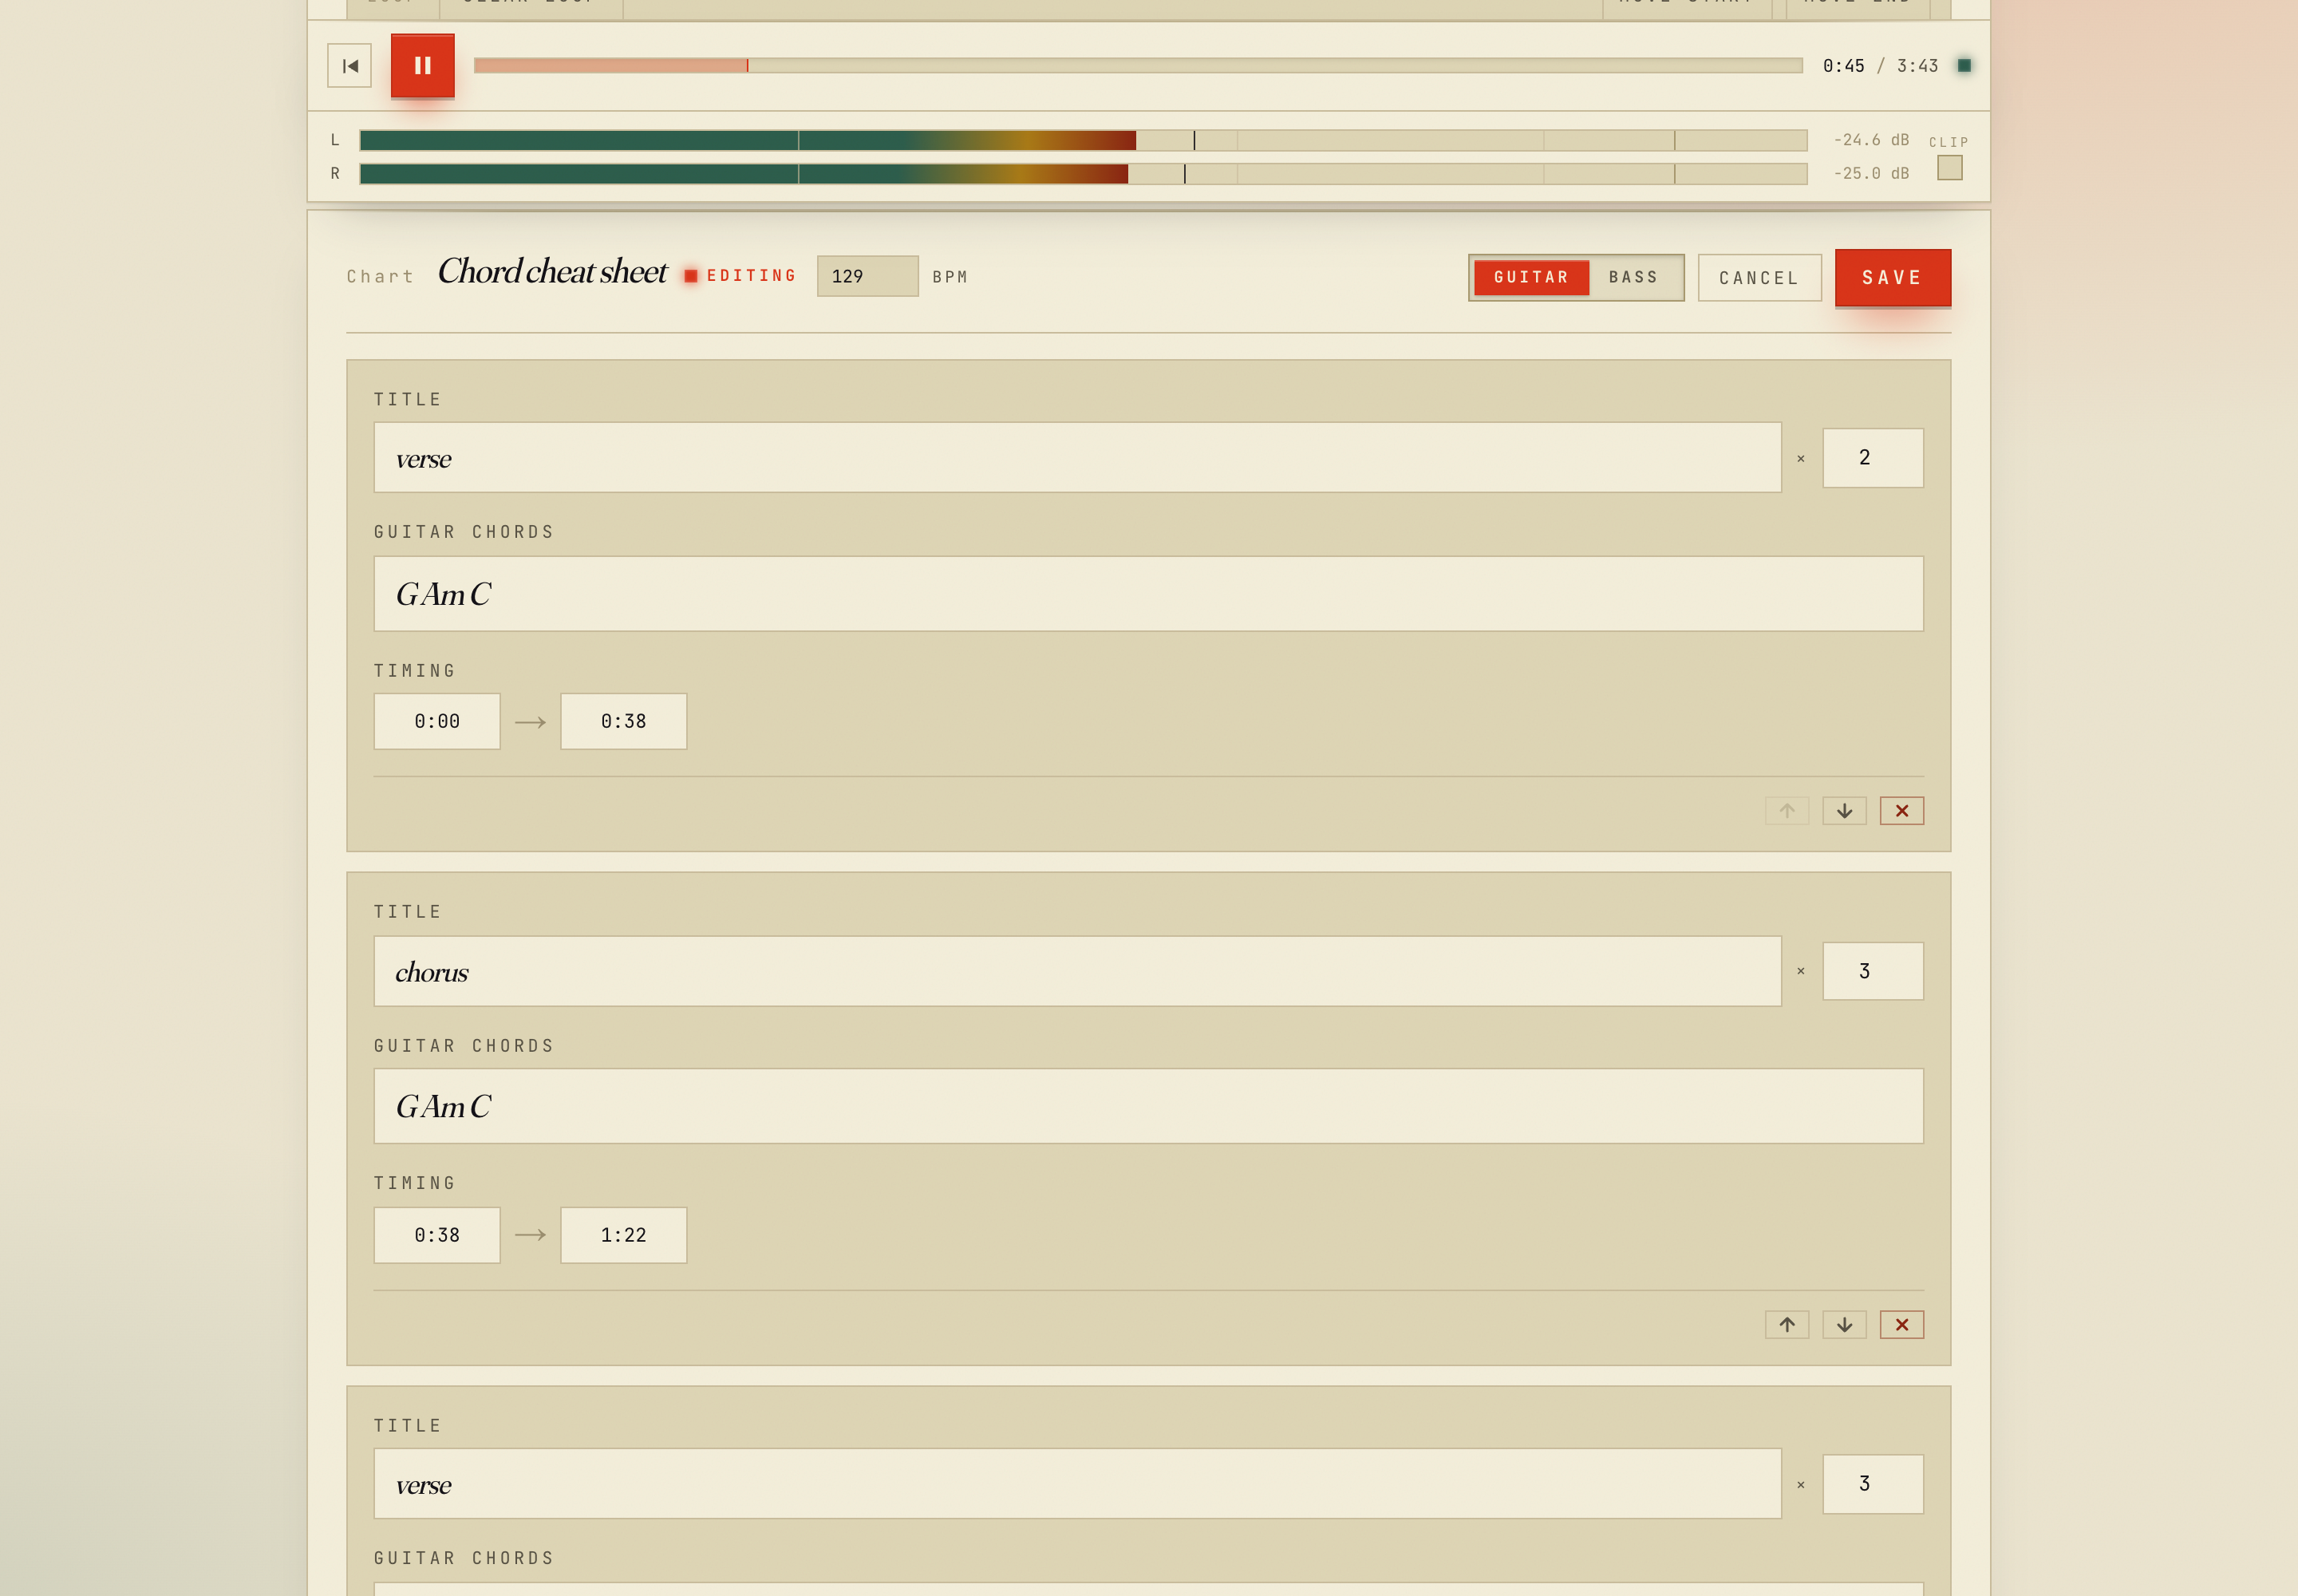 0:45 / 3:43
L -24.6 dB CLIP
R -25.0 dB
Chart Chord cheat sheet EDITING 129 BPM GUITAR BASS CANCEL SAVE
TITLE
verse × 2
GUITAR CHORDS
G Am C
TIMING
0:00 → 0:38
TITLE
chorus × 3
GUITAR CHORDS
G Am C
TIMING
0:38 → 1:22
TITLE
verse × 3
GUITAR CHORDS